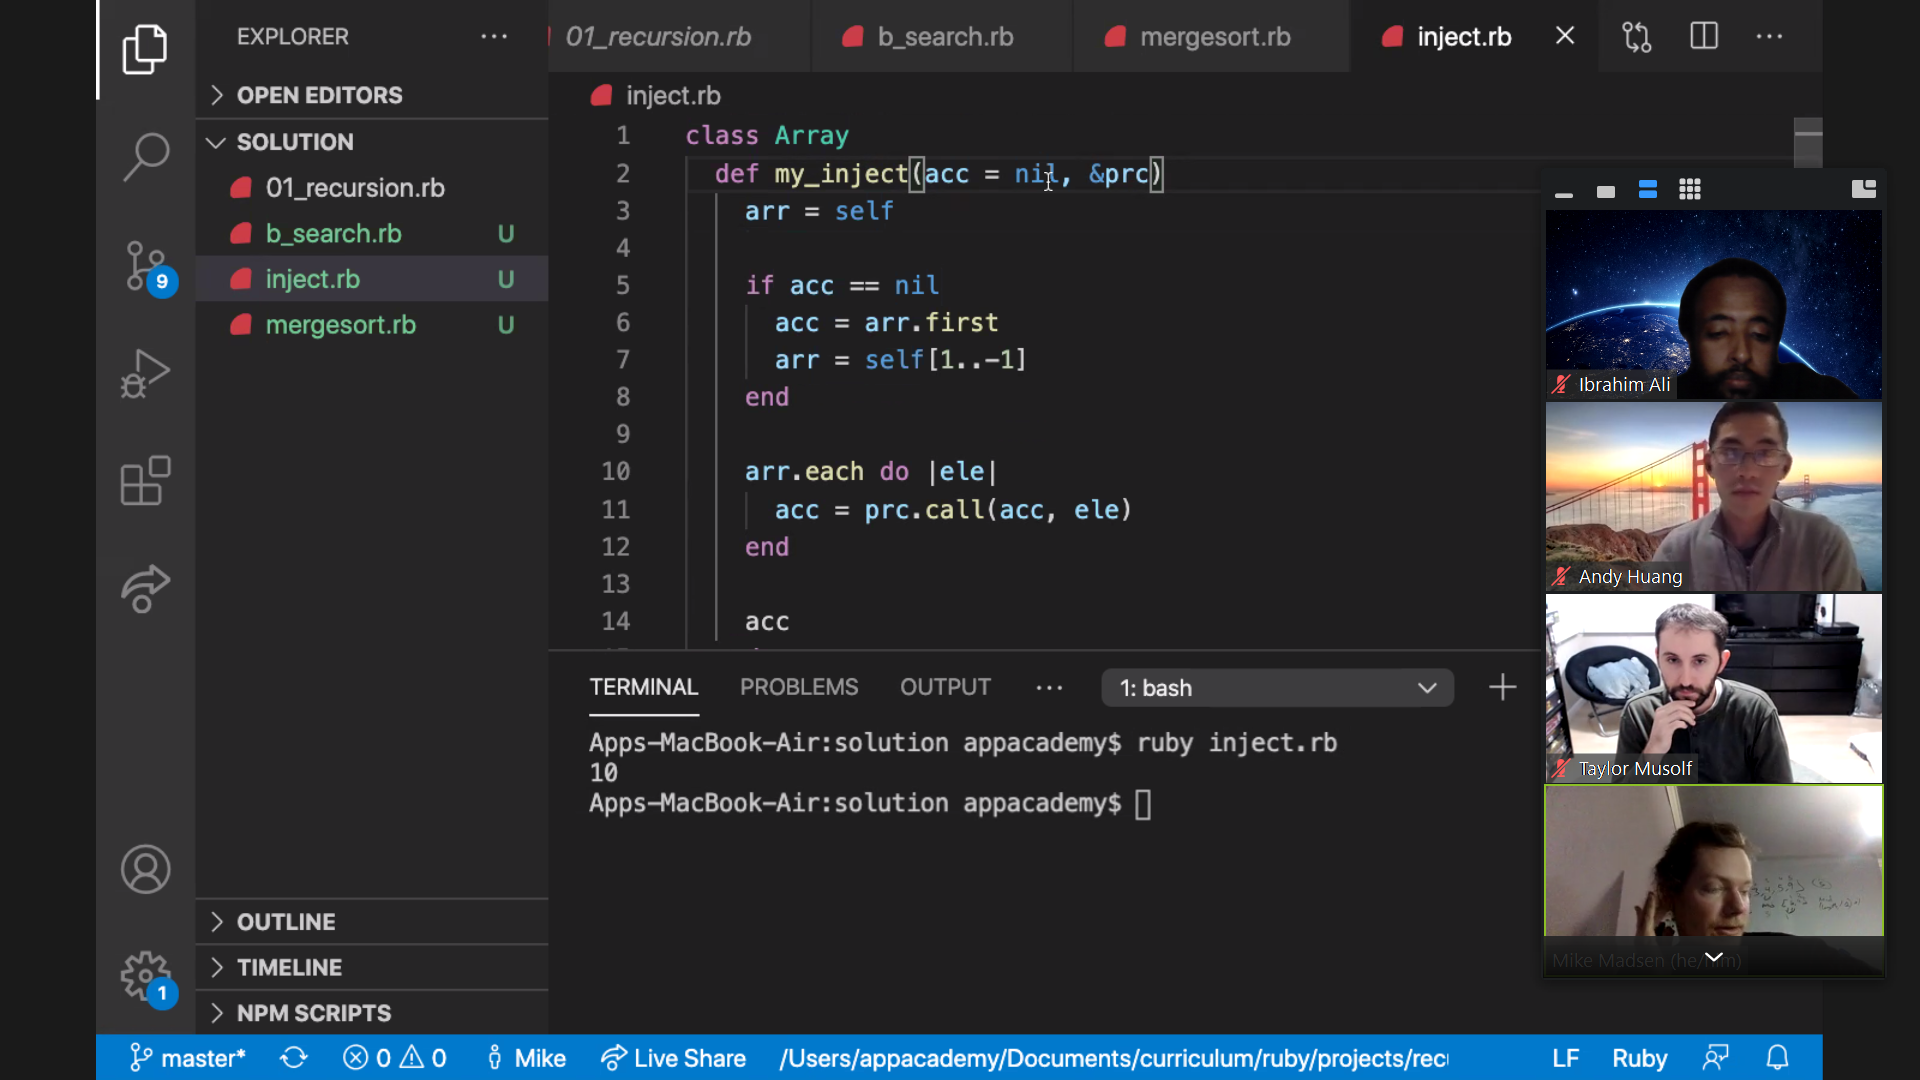 EXPLORER
OPEN EDITORS
SOLUTION
01_recursion.rb
b_search.rb U
inject.rb U
mergesort.rb U
9
OUTLINE
TIMELINE
NPM SCRIPTS
1
01_recursion.rb b_search.rb mergesort.rb inject.rb
inject.rb
1 class Array
2 def my_inject(acc = nil, &prc)
3 arr = self
4
5 if acc == nil
6 acc = arr.first
7 arr = self[1..-1]
8 end
9
10 arr.each do |ele|
11 acc = prc.call(acc, ele)
12 end
13
14 acc
TERMINAL PROBLEMS OUTPUT 1: bash
Apps-MacBook-Air:solution appacademy$ ruby inject.rb
10
Apps-MacBook-Air:solution appacademy$
Ibrahim Ali
Andy Huang
Taylor Musolf
Mike Madsen (he/him)
master* 0 0 Mike Live Share /Users/appacademy/Documents/curriculum/ruby/projects/rec LF Ruby